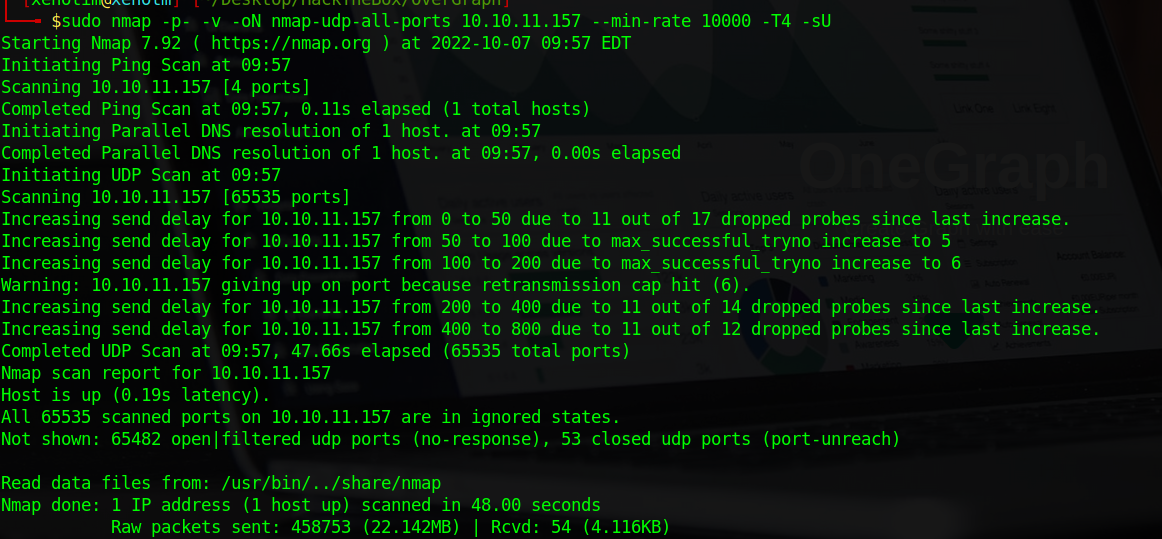 [xenotim@xenotim] [~/Desktop/HackTheBox/OverGraph]
$sudo nmap -p- -v -oN nmap-udp-all-ports 10.10.11.157 --min-rate 10000 -T4 -sU
Starting Nmap 7.92 ( https://nmap.org ) at 2022-10-07 09:57 EDT
Initiating Ping Scan at 09:57
Scanning 10.10.11.157 [4 ports]
Completed Ping Scan at 09:57, 0.11s elapsed (1 total hosts)
Initiating Parallel DNS resolution of 1 host. at 09:57
Completed Parallel DNS resolution of 1 host. at 09:57, 0.00s elapsed
Initiating UDP Scan at 09:57
Scanning 10.10.11.157 [65535 ports]
Increasing send delay for 10.10.11.157 from 0 to 50 due to 11 out of 17 dropped probes since last increase.
Increasing send delay for 10.10.11.157 from 50 to 100 due to max_successful_tryno increase to 5
Increasing send delay for 10.10.11.157 from 100 to 200 due to max_successful_tryno increase to 6
Warning: 10.10.11.157 giving up on port because retransmission cap hit (6).
Increasing send delay for 10.10.11.157 from 200 to 400 due to 11 out of 14 dropped probes since last increase.
Increasing send delay for 10.10.11.157 from 400 to 800 due to 11 out of 12 dropped probes since last increase.
Completed UDP Scan at 09:57, 47.66s elapsed (65535 total ports)
Nmap scan report for 10.10.11.157
Host is up (0.19s latency).
All 65535 scanned ports on 10.10.11.157 are in ignored states.
Not shown: 65482 open|filtered udp ports (no-response), 53 closed udp ports (port-unreach)
Read data files from: /usr/bin/../share/nmap
Nmap done: 1 IP address (1 host up) scanned in 48.00 seconds
Raw packets sent: 458753 (22.142MB) | Rcvd: 54 (4.116KB)
OneGraph
Link One
Link Eight
Account Balance